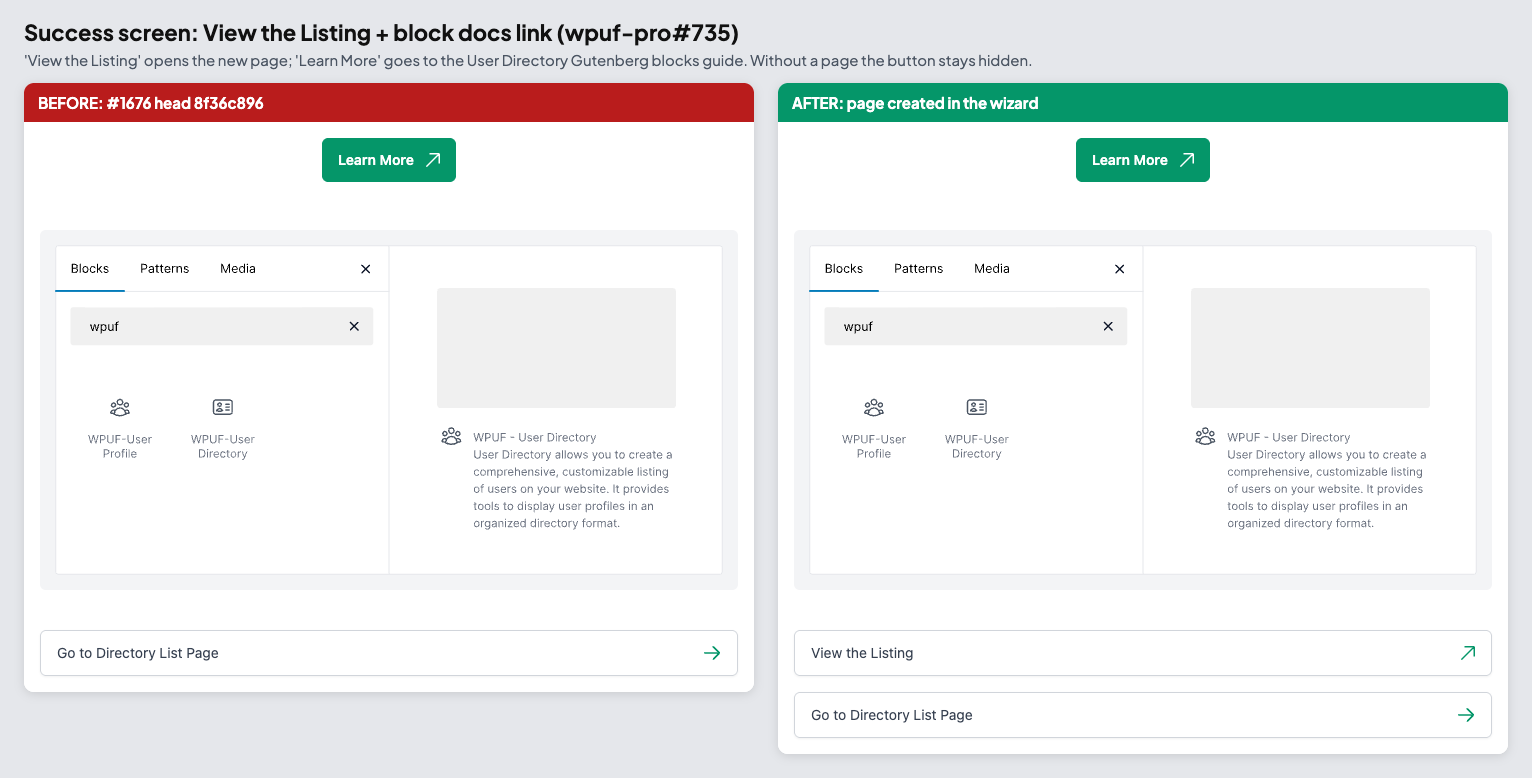 Success screen: View the Listing + block docs link (wpuf-pro#735)
'View the Listing' opens the new page; 'Learn More' goes to the User Directory Gutenberg blocks guide. Without a page the button stays hidden.
BEFORE: #1676 head 8f36c896
Learn More
Blocks Patterns Media
wpuf
WPUF-User
Profile
WPUF-User
Directory
WPUF - User Directory
User Directory allows you to create a
comprehensive, customizable listing
of users on your website. It provides
tools to display user profiles in an
organized directory format.
Go to Directory List Page
AFTER: page created in the wizard
Learn More
Blocks Patterns Media
wpuf
WPUF-User
Profile
WPUF-User
Directory
WPUF - User Directory
User Directory allows you to create a
comprehensive, customizable listing
of users on your website. It provides
tools to display user profiles in an
organized directory format.
View the Listing
Go to Directory List Page